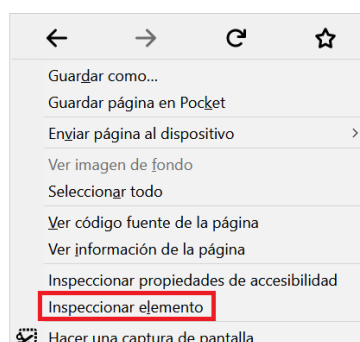 Guardar como...
Guardar página en Pocket
Enviar página al dispositivo
Ver imagen de fondo
Seleccionar todo
Ver código fuente de la página
Ver información de la página
Inspeccionar propiedades de accesibilidad
Inspeccionar elemento
Hacer una captura de pantalla